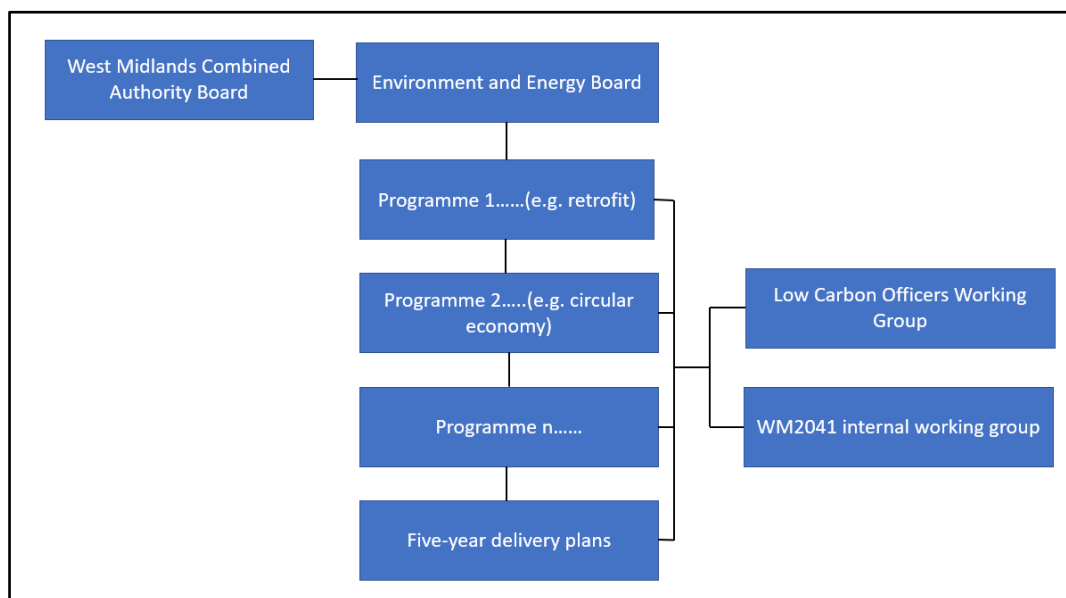 West Midlands Combined
Authority Board
Environment and Energy Board
Programme 1......(e.g. retrofit)
Programme 2.....(e.g. circular
economy)
Programme n......
Five-year delivery plans
Low Carbon Officers Working
Group
WM2041 internal working group